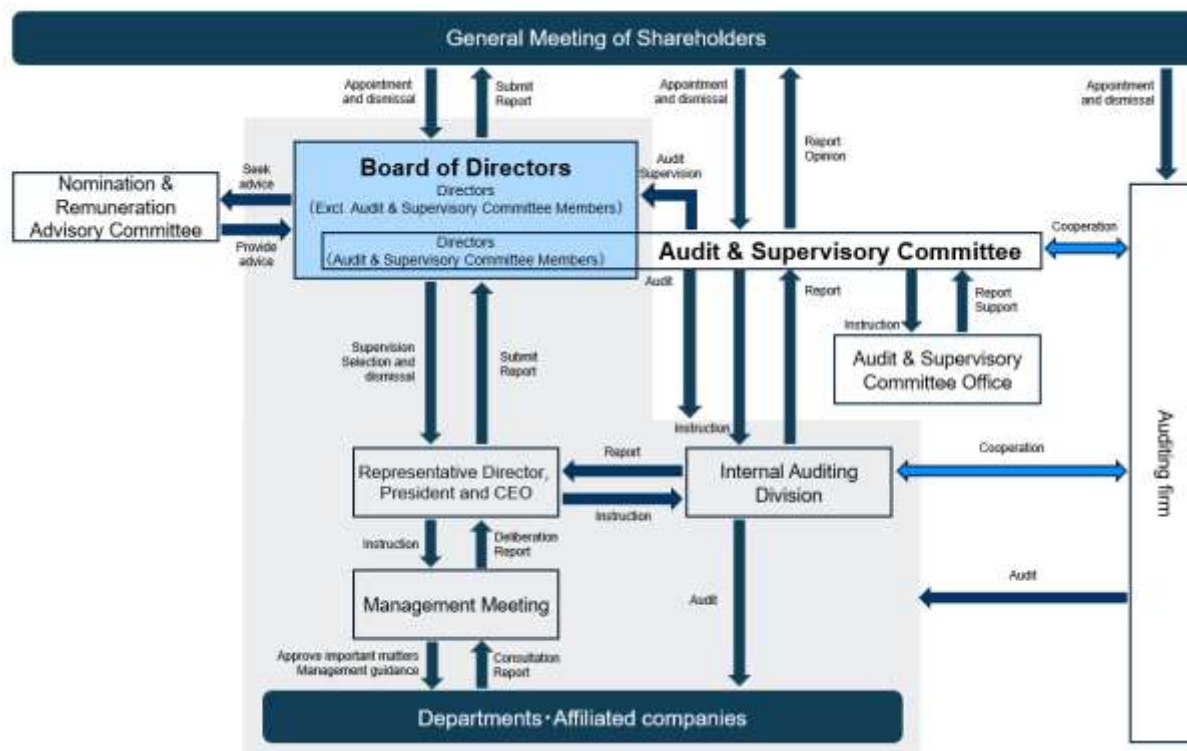 General Meeting of Shareholders
Appointment
and dismissal
Submit
Report
Appointment
and dismissal
Report
Opinion
Appointment
and dismissal
Board of Directors
Directors
(Excl. Audit & Supervisory Committee Members)
Audit
Supervision
Seek
advice
Nomination &
Remuneration
Advisory Committee
Provide
advice
Directors
(Audit & Supervisory Committee Members)
Audit & Supervisory Committee
Cooperation
Audit
Report
Instruction
Report
Support
Audit & Supervisory
Committee Office
Supervision
Selection and
dismissal
Submit
Report
Instruction
Representative Director,
President and CEO
Report
Instruction
Internal Auditing
Division
Cooperation
Auditing firm
Instruction
Deliberation
Report
Management Meeting
Audit
Audit
Approve important matters
Management guidance
Consultation
Report
Departments・Affiliated companies